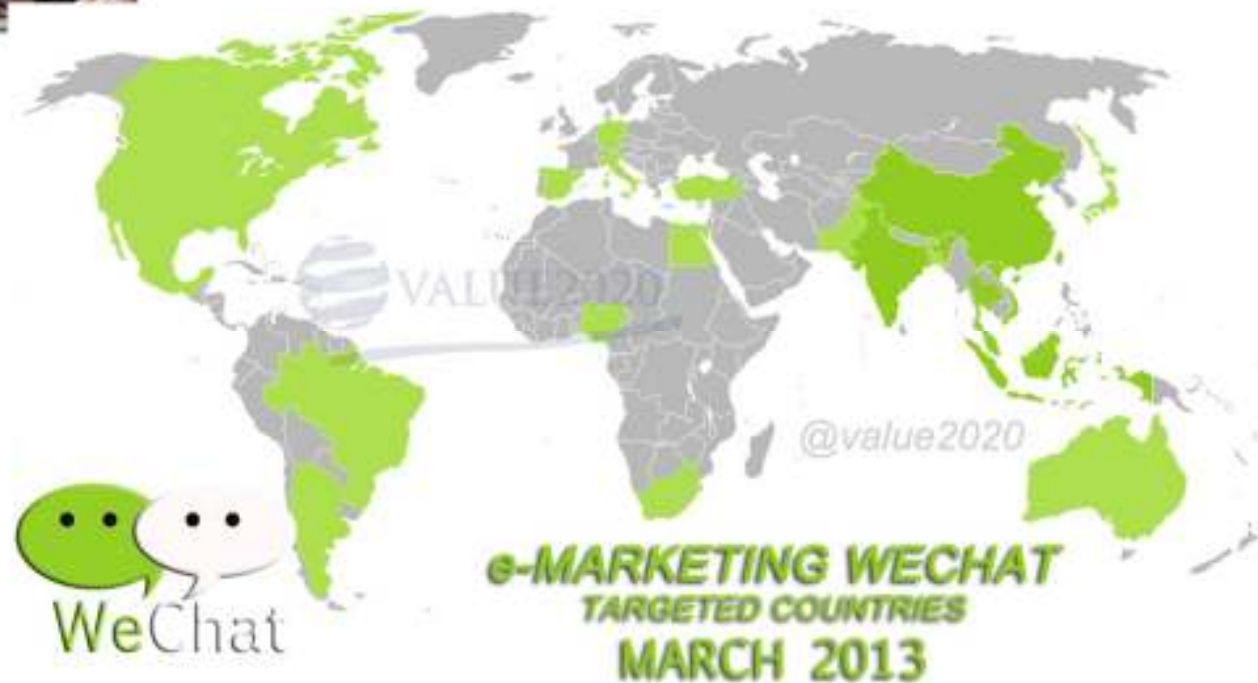 VALUE2020
@value2020
WeChat
e-MARKETING WECHAT
TARGETED COUNTRIES
MARCH 2013